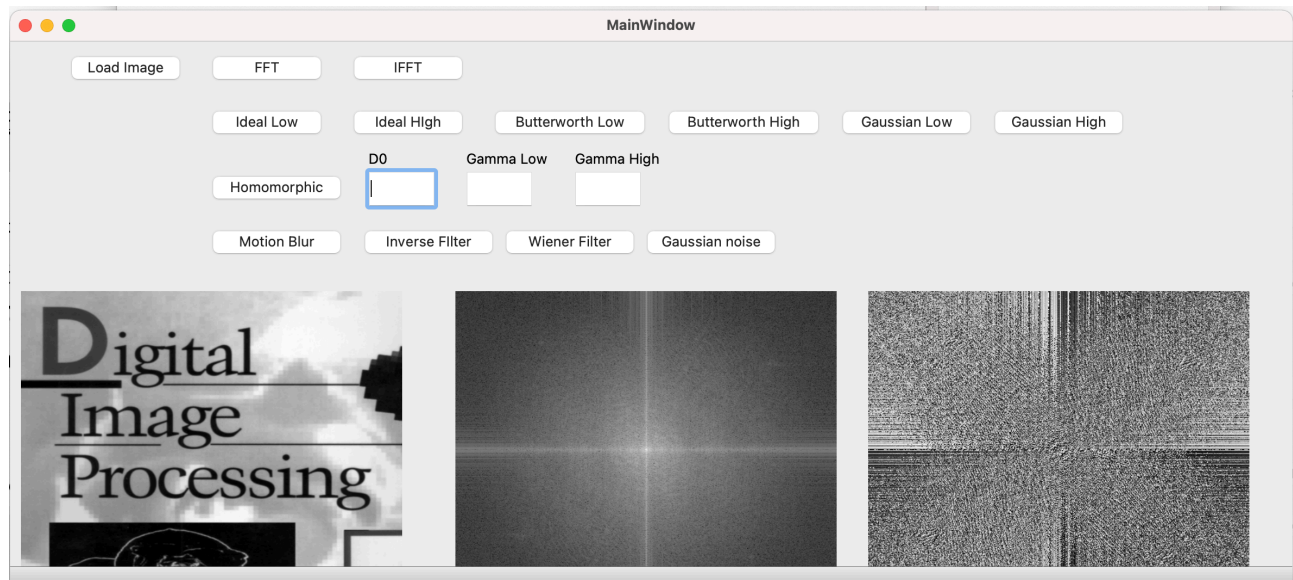 MainWindow
Load Image FFT IFFT
Ideal Low Ideal HIgh Butterworth Low Butterworth High Gaussian Low Gaussian High
D0 Gamma Low Gamma High
Homomorphic
Motion Blur Inverse FIlter Wiener Filter Gaussian noise
Digital
Image
Processing